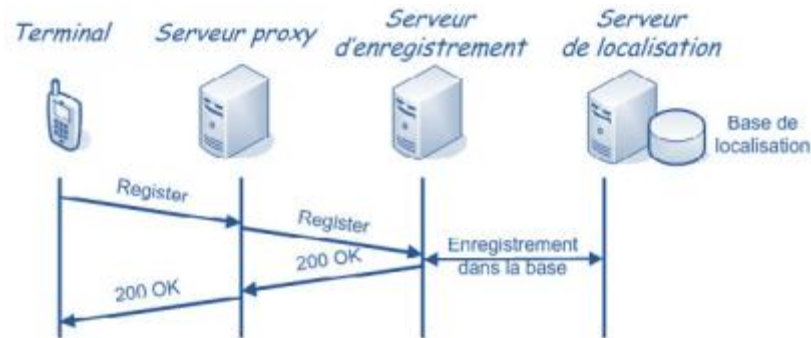 Terminal
Serveur proxy
Serveur
d'enregistrement
Serveur
de localisation
Base de
localisation
Register
Register
Enregistrement
dans la base
200 OK
200 OK